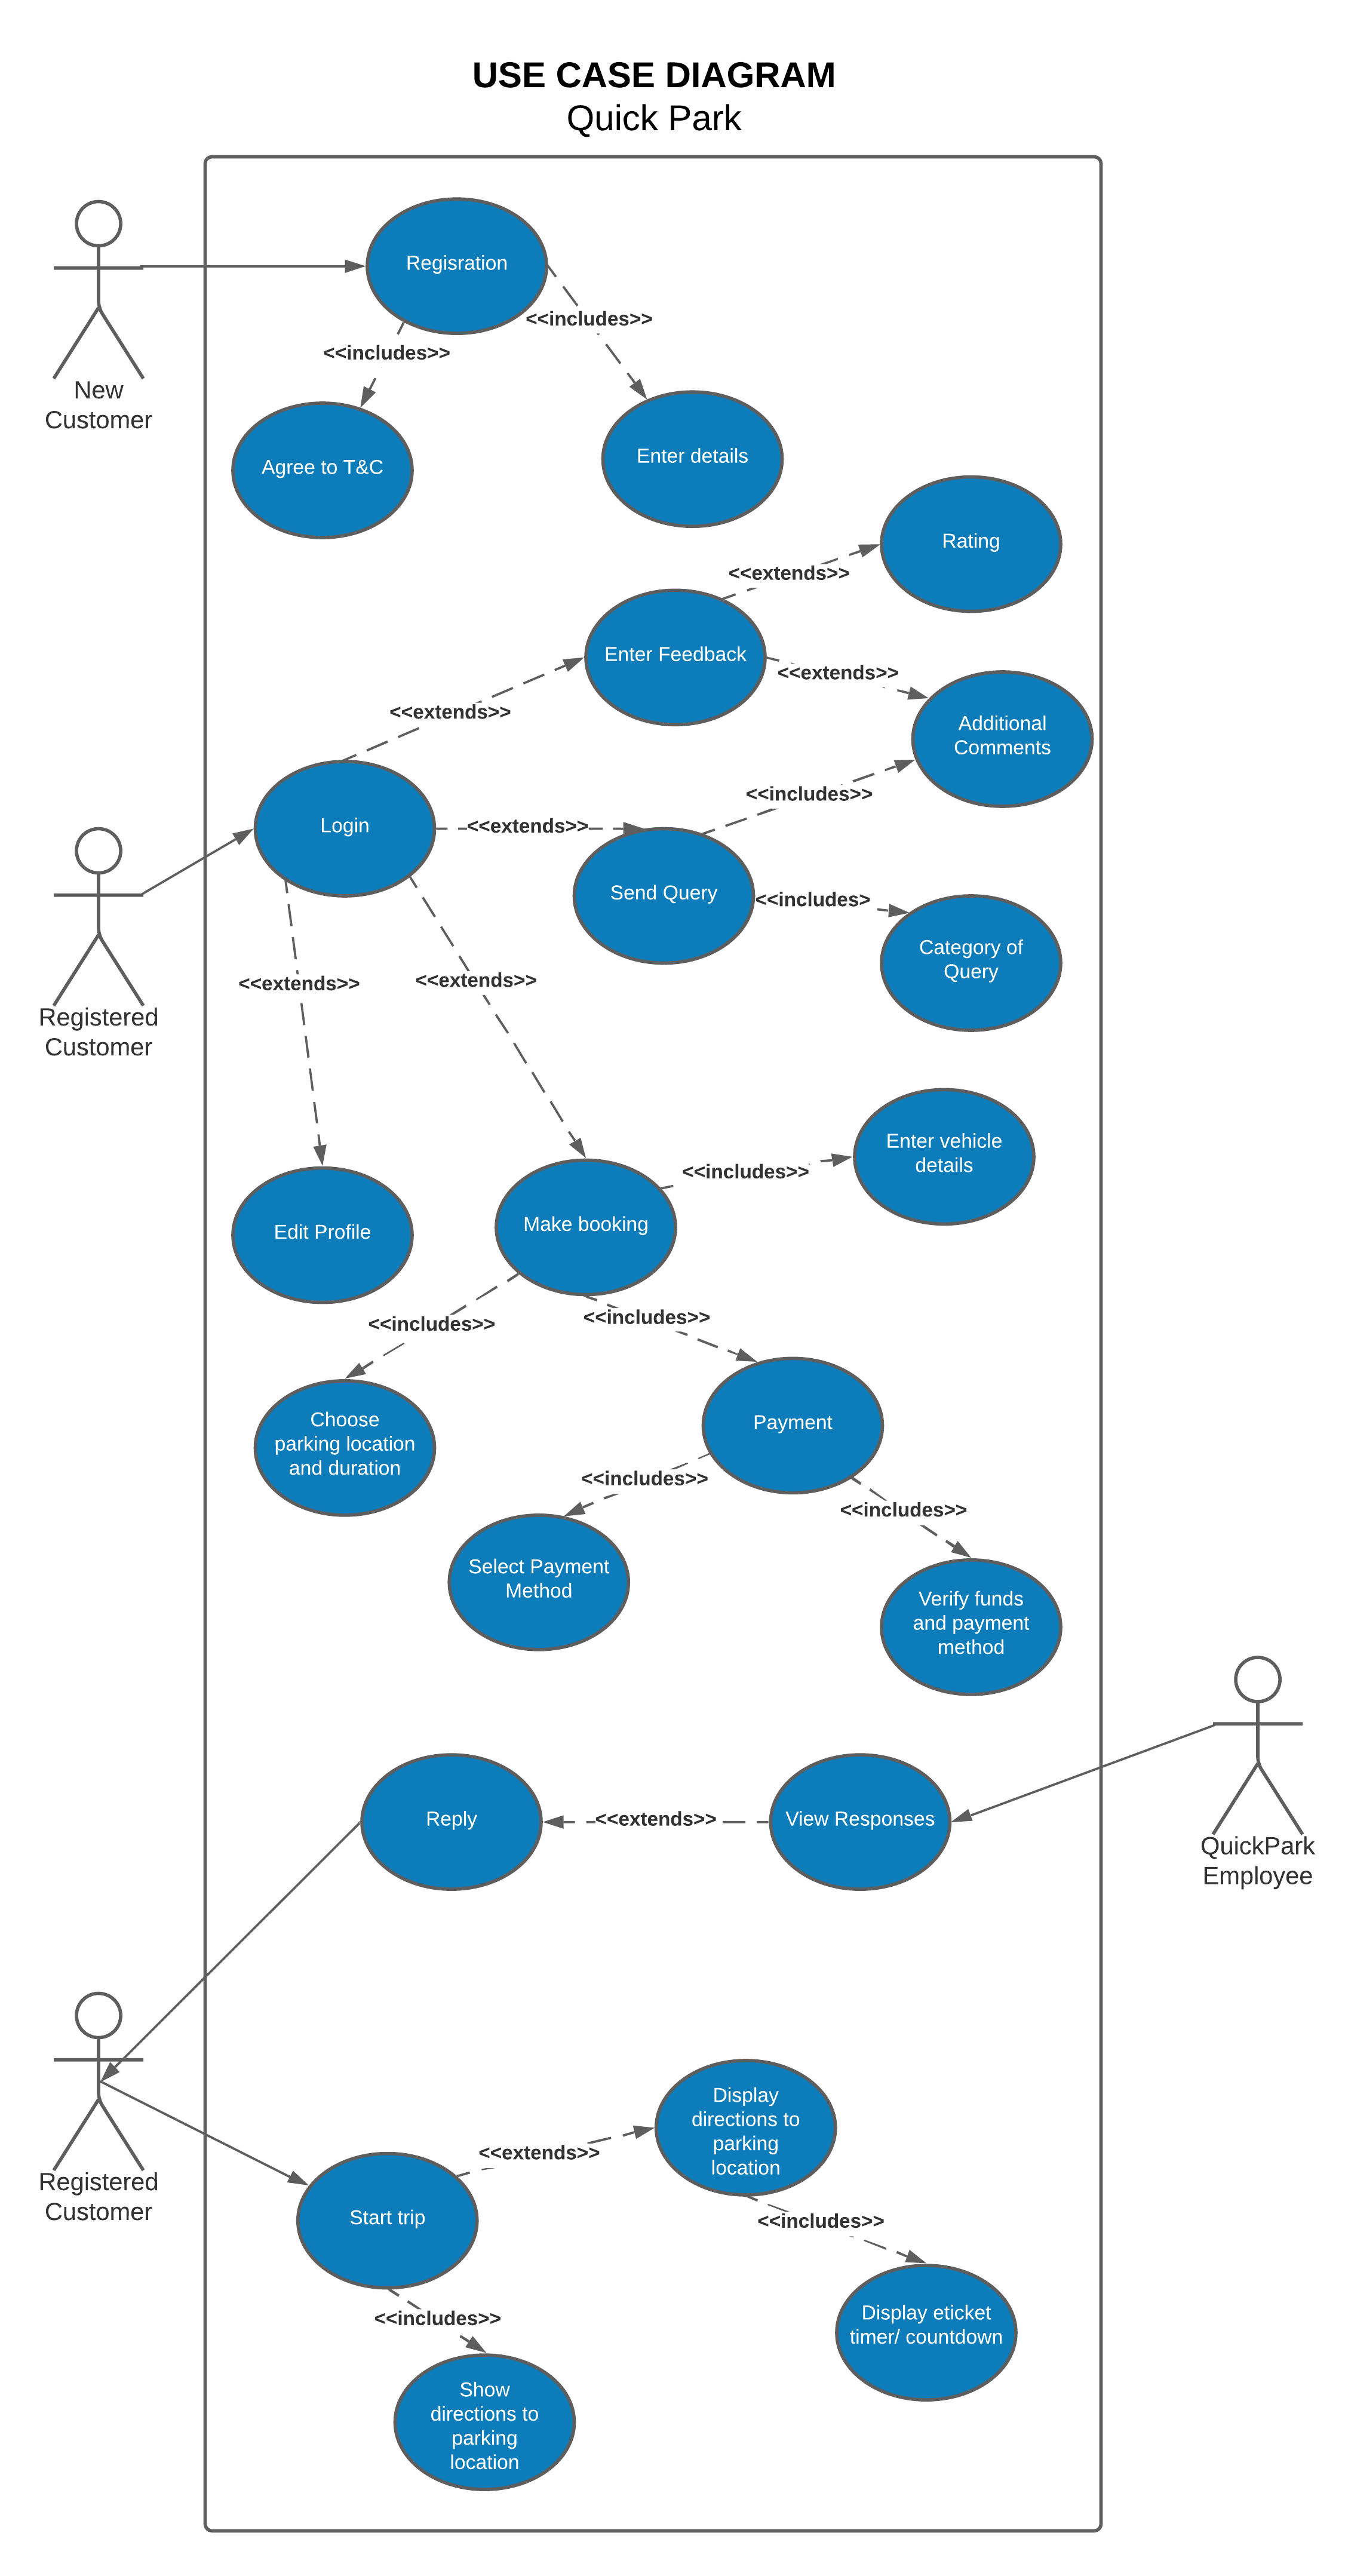 USE CASE DIAGRAM
Quick Park
Regisration
<<includes>>
<<includes>>
New
Customer
Agree to T&C
Enter details
Rating
<<extends>>
Enter Feedback
<<extends>>
<<extends>>
Additional
Comments
<<includes>>
Login
<<extends>>
Send Query
<<includes>
Category of
Query
Registered
Customer
<<extends>>
<<extends>>
Enter vehicle
details
<<includes>>
Edit Profile
Make booking
<<includes>>
<<includes>>
Choose
parking location
and duration
Payment
<<includes>>
<<includes>>
Select Payment
Method
Verify funds
and payment
method
Reply
<<extends>>
View Responses
QuickPark
Employee
Display
directions to
parking
location
<<extends>>
Registered
Customer
Start trip
<<includes>>
<<includes>>
Display eticket
timer/ countdown
Show
directions to
parking
location